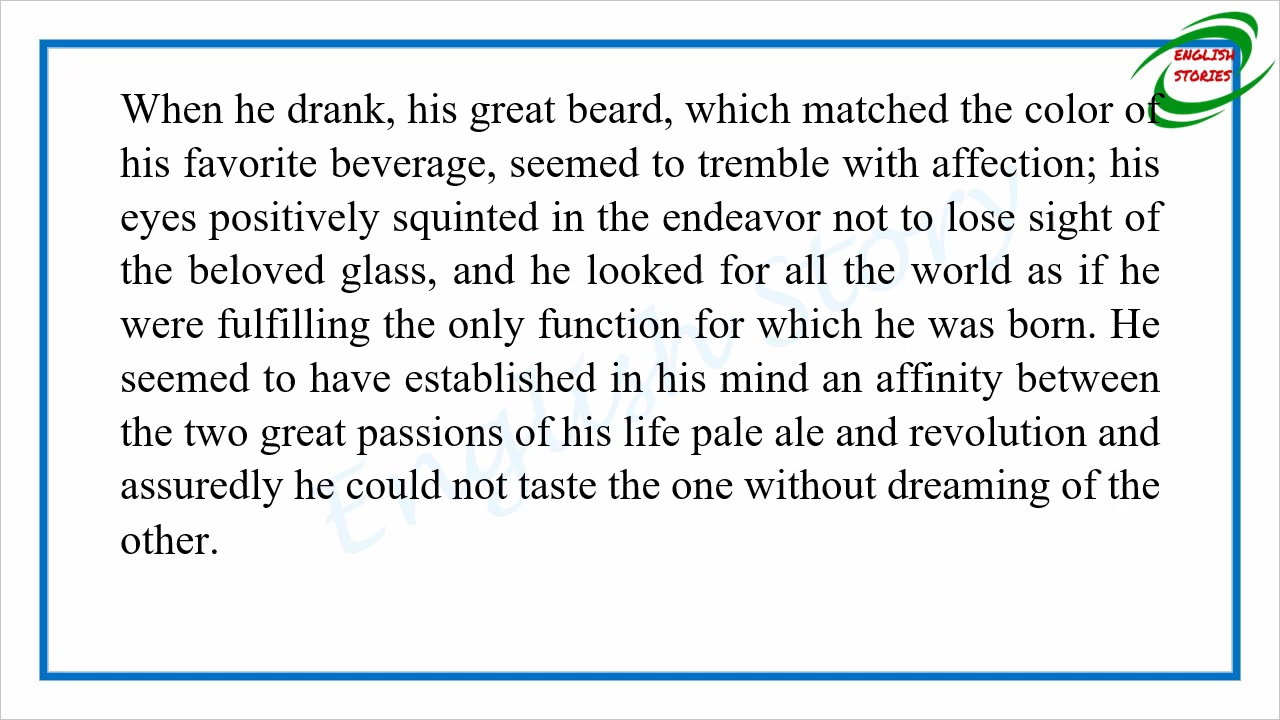 ENGLISH
STORIES
When he drank, his great beard, which matched the color of
his favorite beverage, seemed to tremble with affection; his
eyes positively squinted in the endeavor not to lose sight of
the beloved glass, and he looked for all the world as if he
were fulfilling the only function for which he was born. He
seemed to have established in his mind an affinity between
the two great passions of his life pale ale and revolution and
assuredly he could not taste the one without dreaming of the
other.
English Story